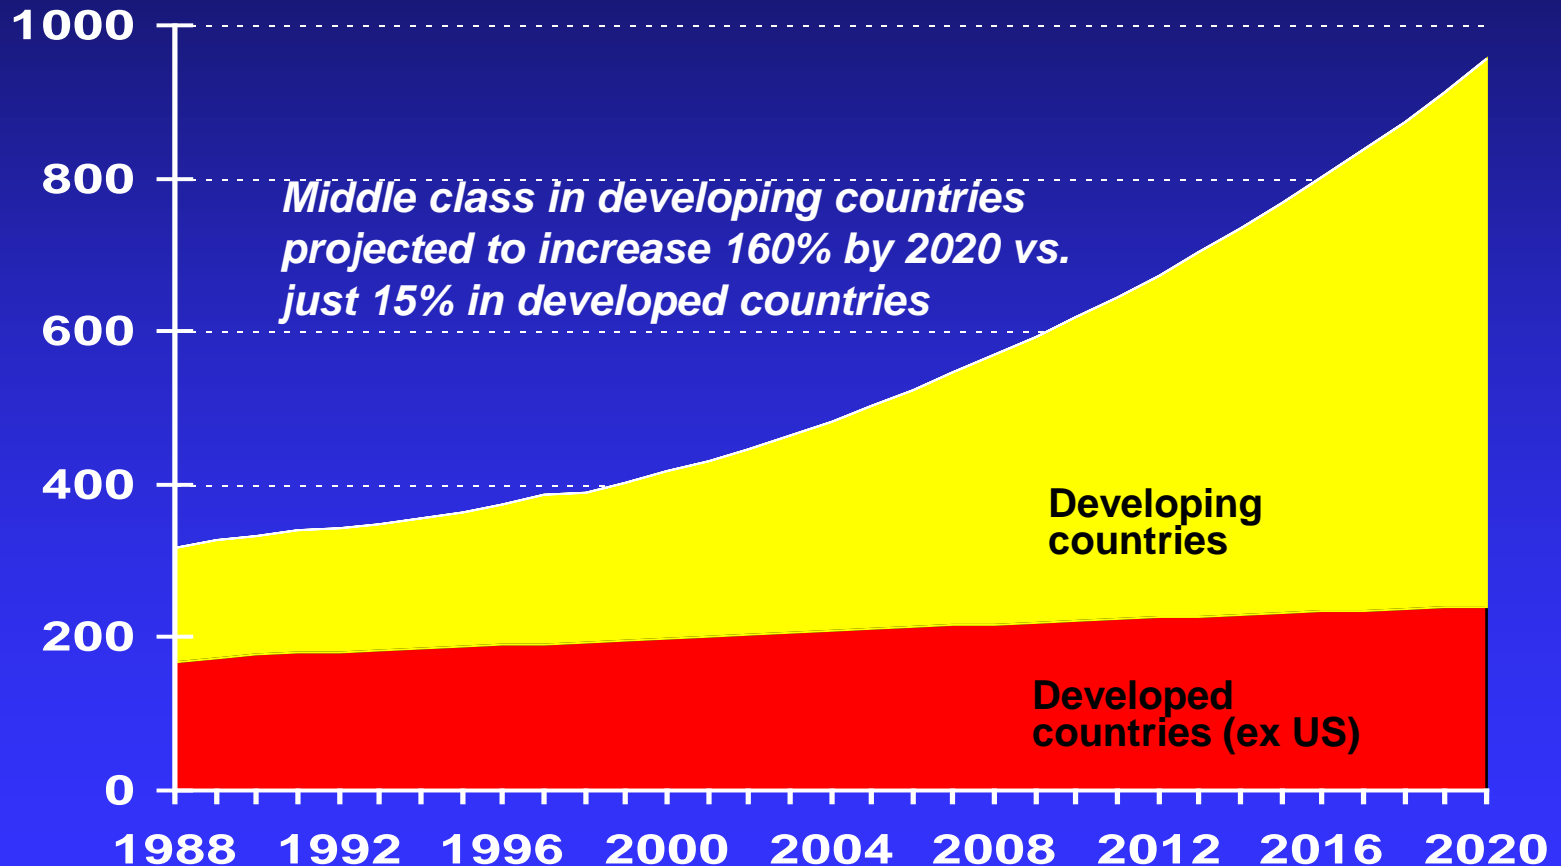 1000
800
Middle class in developing countries
projected to increase 160% by 2020 vs.
just 15% in developed countries
600
400
Developing
countries
200
Developed
countries (ex US)
0
1988 1992 1996 2000 2004 2008 2012 2016 2020